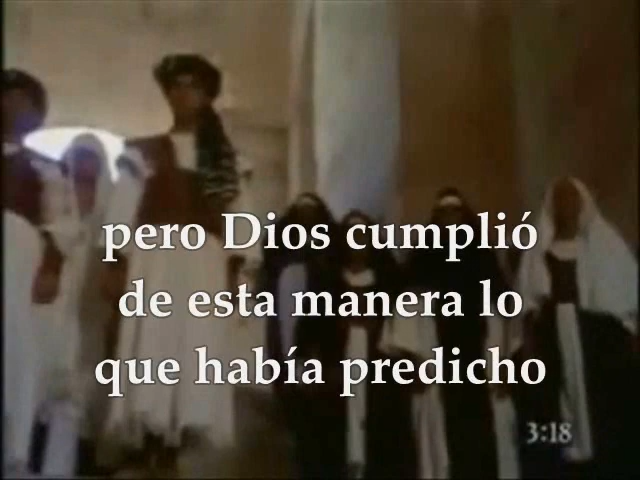 pero Dios cumplió
de esta manera lo
que había predicho
3:18